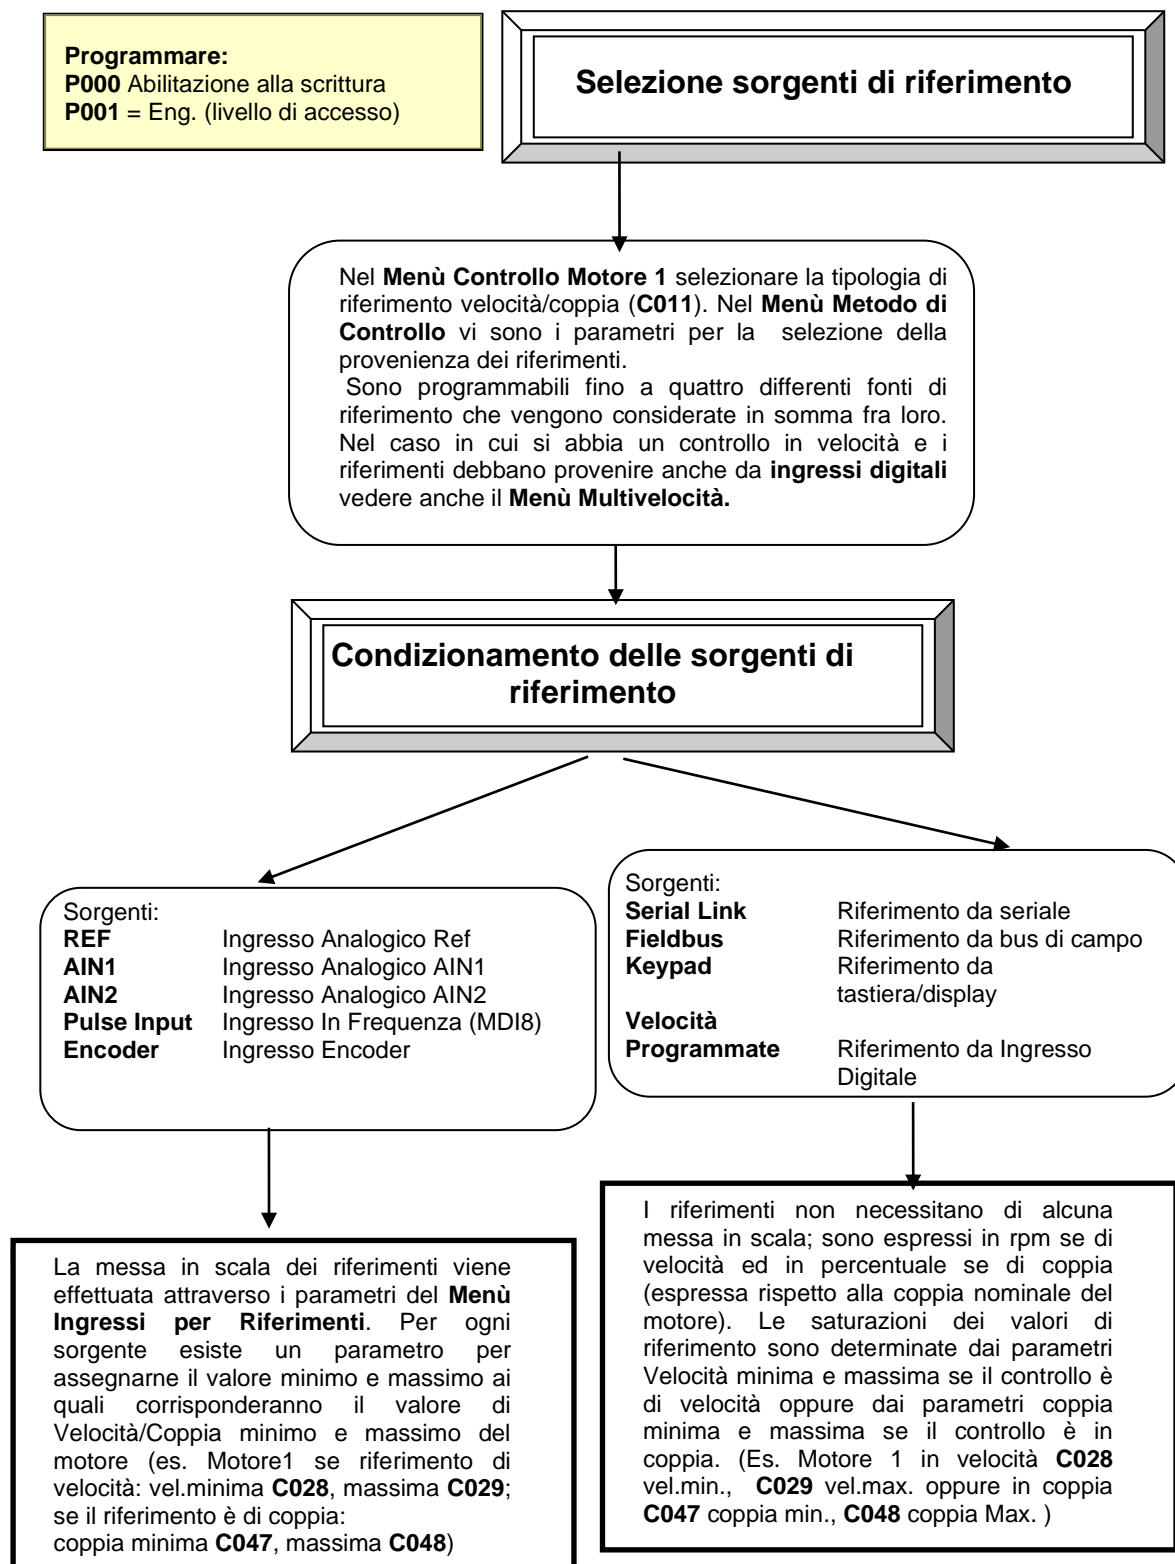 Programmare:
P000 Abilitazione alla scrittura
P001 = Eng. (livello di accesso)
Selezione sorgenti di riferimento
Nel Menù Controllo Motore 1 selezionare la tipologia di
riferimento velocità/coppia (C011). Nel Menù Metodo di
Controllo vi sono i parametri per la selezione della
provenienza dei riferimenti.
Sono programmabili fino a quattro differenti fonti di
riferimento che vengono considerate in somma fra loro.
Nel caso in cui si abbia un controllo in velocità e i
riferimenti debbano provenire anche da ingressi digitali
vedere anche il Menù Multivelocità.
Condizionamento delle sorgenti di
riferimento
Sorgenti:
REF Ingresso Analogico Ref
AIN1 Ingresso Analogico AIN1
AIN2 Ingresso Analogico AIN2
Pulse Input Ingresso In Frequenza (MDI8)
Encoder Ingresso Encoder
Sorgenti:
Serial Link Riferimento da seriale
Fieldbus Riferimento da bus di campo
Keypad Riferimento da
tastiera/display
Velocità
Programmate Riferimento da Ingresso
Digitale
La messa in scala dei riferimenti viene
effettuata attraverso i parametri del Menù
Ingressi per Riferimenti. Per ogni
sorgente esiste un parametro per
assegnarne il valore minimo e massimo ai
quali corrisponderanno il valore di
Velocità/Coppia minimo e massimo del
motore (es. Motore1 se riferimento di
velocità: vel.minima C028, massima C029;
se il riferimento è di coppia:
coppia minima C047, massima C048)
I riferimenti non necessitano di alcuna
messa in scala; sono espressi in rpm se di
velocità ed in percentuale se di coppia
(espressa rispetto alla coppia nominale del
motore). Le saturazioni dei valori di
riferimento sono determinate dai parametri
Velocità minima e massima se il controllo è
di velocità oppure dai parametri coppia
minima e massima se il controllo è in
coppia. (Es. Motore 1 in velocità C028
vel.min., C029 vel.max. oppure in coppia
C047 coppia min., C048 coppia Max. )